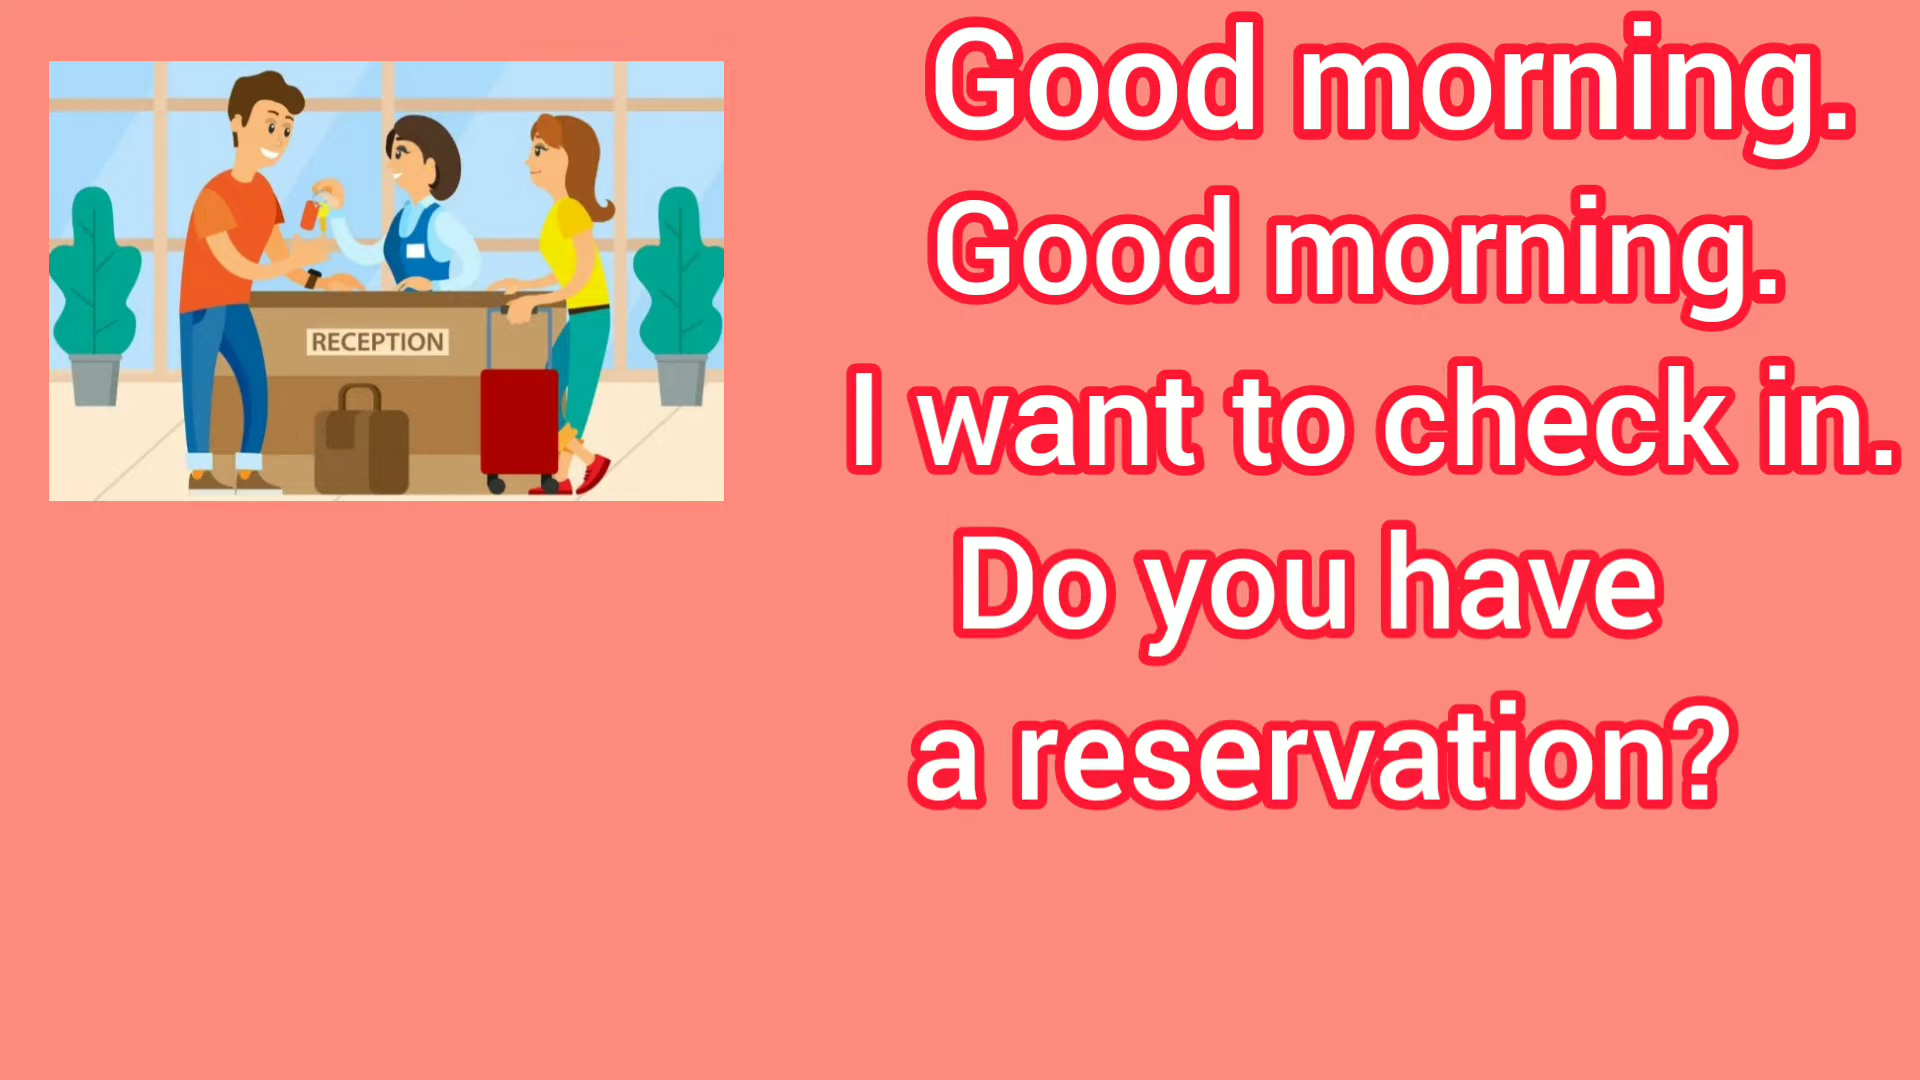 RECEPTION
Good morning.
Good morning.
I want to check in.
Do you have
a reservation?